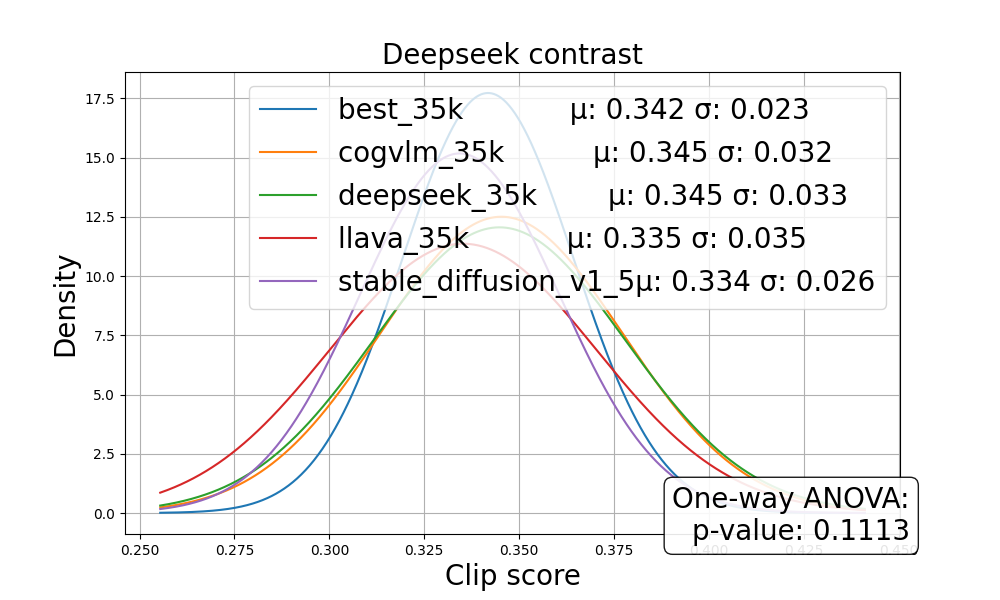 Deepseek contrast
best_35k μ: 0.342 σ: 0.023
cogvlm_35k μ: 0.345 σ: 0.032
deepseek_35k μ: 0.345 σ: 0.033
llava_35k μ: 0.335 σ: 0.035
stable_diffusion_v1_5μ: 0.334 σ: 0.026
Density
17.5
15.0
12.5
10.0
7.5
5.0
2.5
0.0
One-way ANOVA:
p-value: 0.1113
0.250 0.275 0.300 0.325 0.350 0.375 0.400 0.425 0.450
Clip score